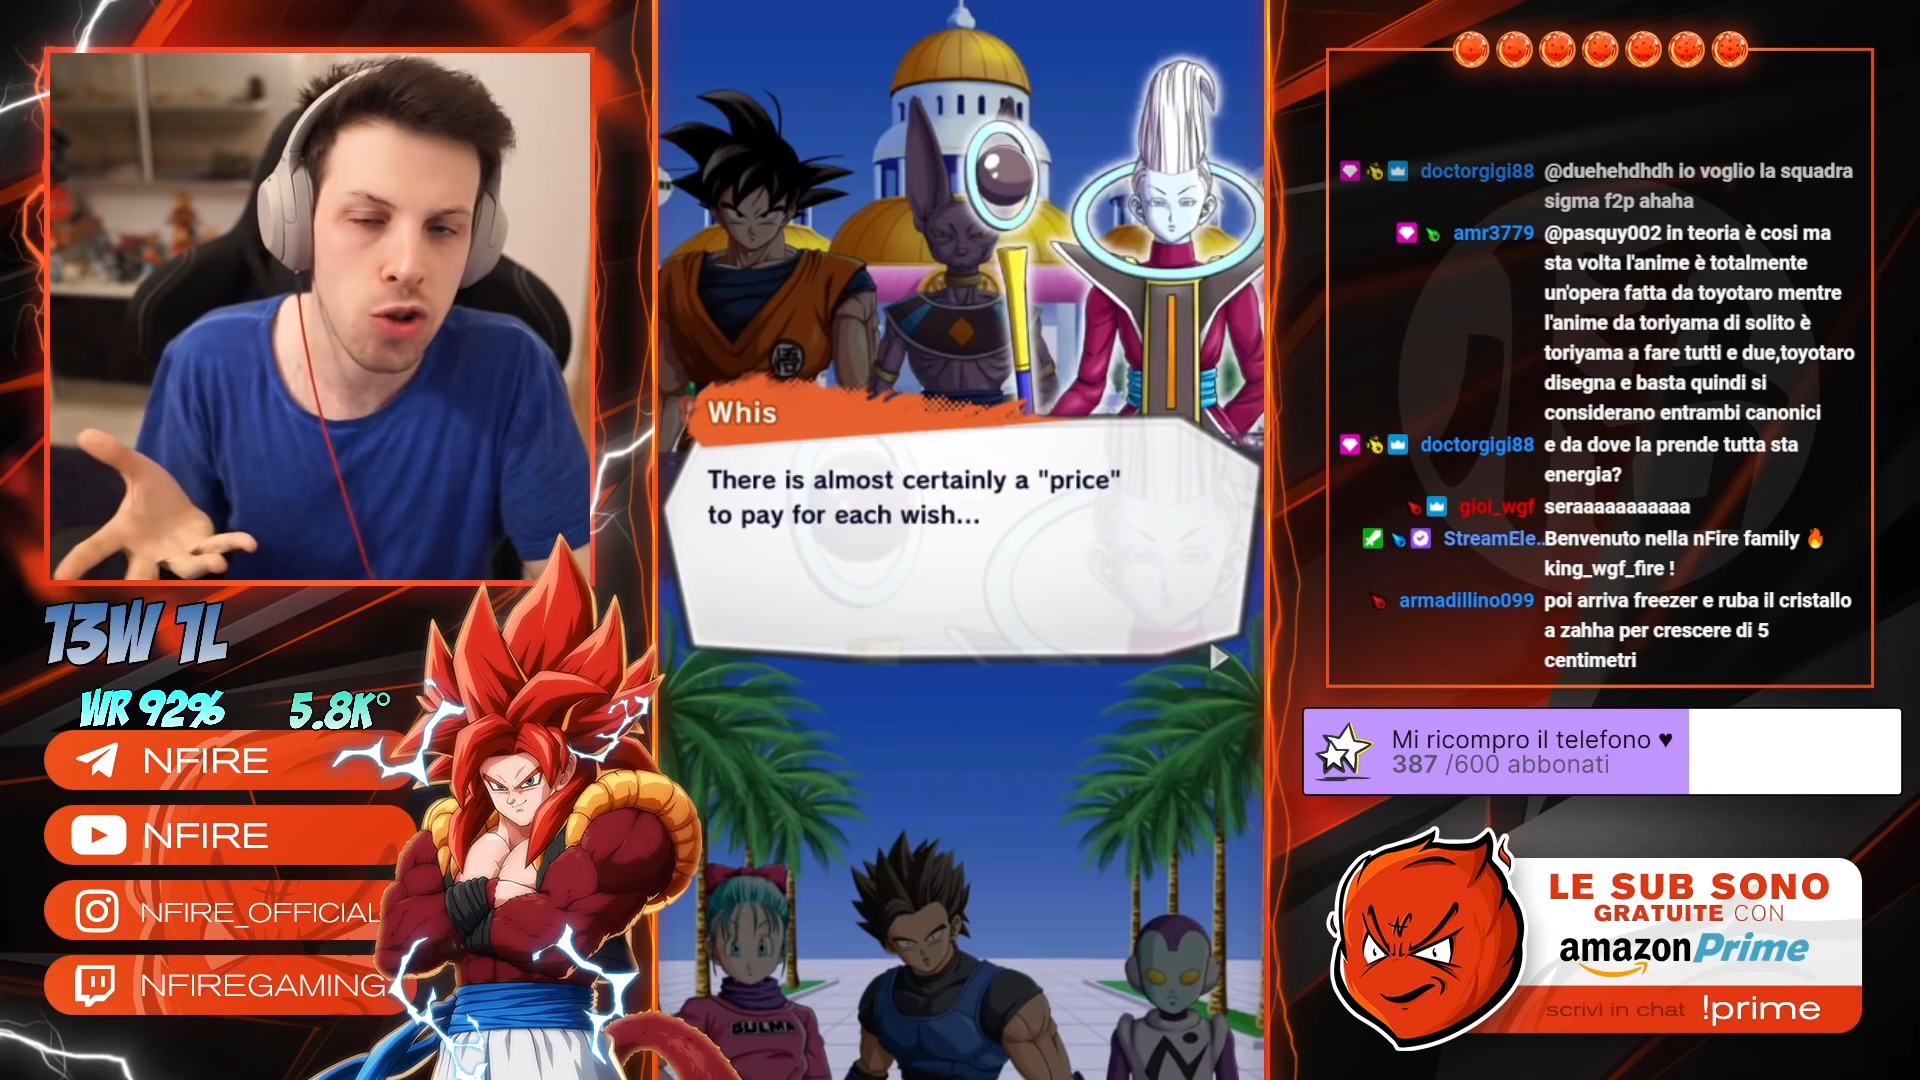 13W 1L
WR 92%
5.8K°
NFIRE
NFIRE
NFIRE_OFFICIAL
NFIREGAMING
悟
Whis
There is almost certainly a "price"
to pay for each wish...
BULMA
doctorgigi88 @duehehdhdh io voglio la squadra
sigma f2p ahaha
amr3779 @pasquy002 in teoria è cosi ma
sta volta l'anime è totalmente
un'opera fatta da toyotaro mentre
l'anime da toriyama di solito è
toriyama a fare tutti e due,toyotaro
disegna e basta quindi si
considerano entrambi canonici
doctorgigi88 e da dove la prende tutta sta
energia?
gioi_wgf seraaaaaaaaaaa
StreamEle.. Benvenuto nella nFire family 🔥
king_wgf_fire !
armadillino099 poi arriva freezer e ruba il cristallo
a zahha per crescere di 5
centimetri
Mi ricompro il telefono ♥
387 /600 abbonati
LE SUB SONO
GRATUITE CON
amazonPrime
scrivi in chat !prime